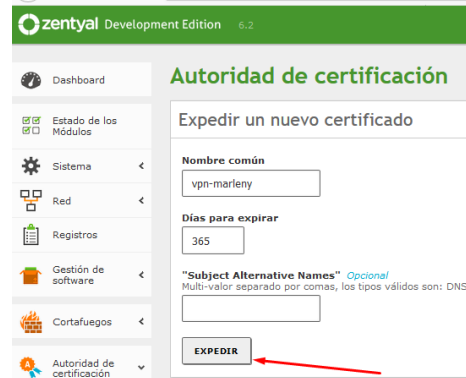 zentyal Development Edition 6.2
Dashboard
Estado de los
Módulos
Sistema
Red
Registros
Gestión de
software
Cortafuegos
Autoridad de
certificación
Autoridad de certificación
Expedir un nuevo certificado
Nombre común
vpn-marleny
Días para expirar
365
"Subject Alternative Names" Opcional
Multi-valor separado por comas, los tipos válidos son: DNS
EXPEDIR